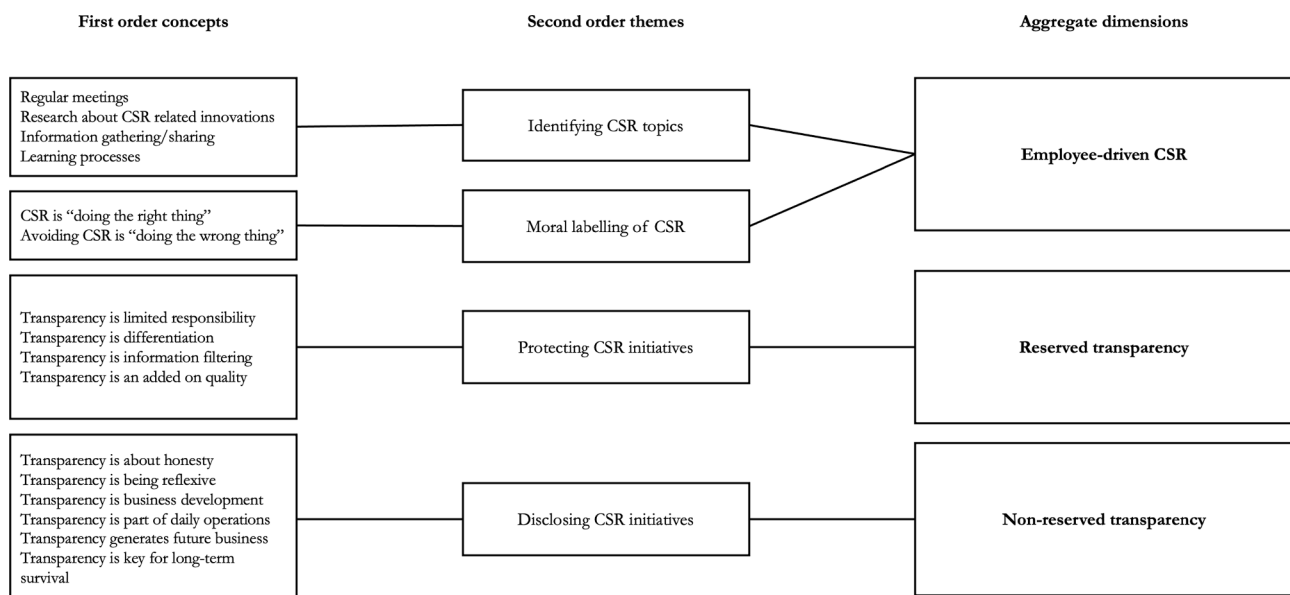 First order concepts
Second order themes
Aggregate dimensions
Regular meetings
Research about CSR related innovations
Information gathering/sharing
Learning processes
Identifying CSR topics
Employee-driven CSR
CSR is “doing the right thing”
Avoiding CSR is “doing the wrong thing”
Moral labelling of CSR
Transparency is limited responsibility
Transparency is differentiation
Transparency is information filtering
Transparency is an added on quality
Protecting CSR initiatives
Reserved transparency
Transparency is about honesty
Transparency is being reflexive
Transparency is business development
Transparency is part of daily operations
Transparency generates future business
Transparency is key for long-term
survival
Disclosing CSR initiatives
Non-reserved transparency